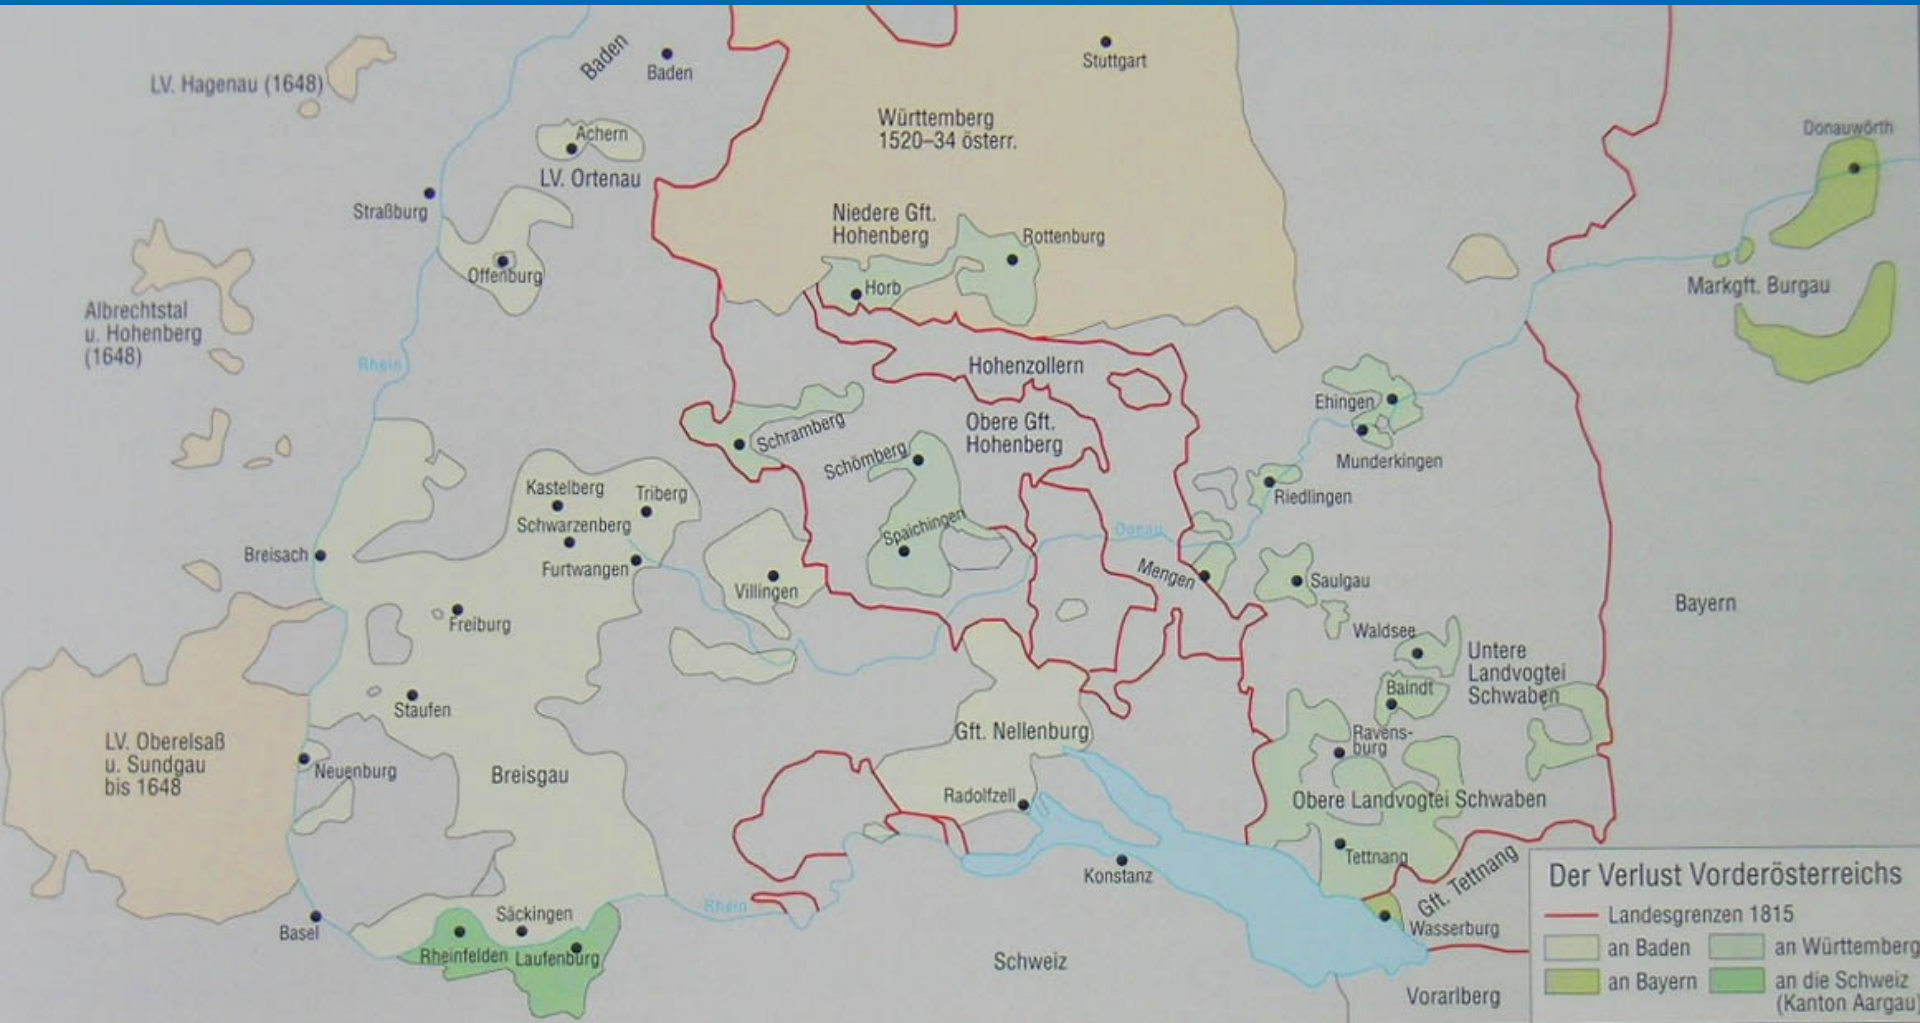 Baden
Baden
Stuttgart
LV. Hagenau (1648)
Württemberg
1520–34 österr.
Donauwörth
Achern
LV. Ortenau
Straßburg
Niedere Gft.
Hohenberg
Rottenburg
Offenburg
Horb
Markgft. Burgau
Albrechtstal
u. Hohenberg
(1648)
Rhein
Hohenzollern
Ehingen
Schramberg
Obere Gft.
Hohenberg
Schömberg
Munderkingen
Kastelberg
Triberg
Riedlingen
Schwarzenberg
Spaichingen
Donau
Breisach
Furtwangen
Villingen
Mengen
Saulgau
Bayern
Freiburg
Waldsee
Untere
Landvogtei
Schwaben
Baindt
Staufen
Gft. Nellenburg
Ravens-
burg
LV. Oberelsaß
u. Sundgau
bis 1648
Neuenburg
Breisgau
Radolfzell
Obere Landvogtei Schwaben
Tettnang
Konstanz
Gft. Tettnang
Rhein
Basel
Säckingen
Wasserburg
Rheinfelden
Laufenburg
Schweiz
Vorarlberg
Der Verlust Vorderösterreichs
Landesgrenzen 1815
an Baden
an Württemberg
an Bayern
an die Schweiz
(Kanton Aargau)